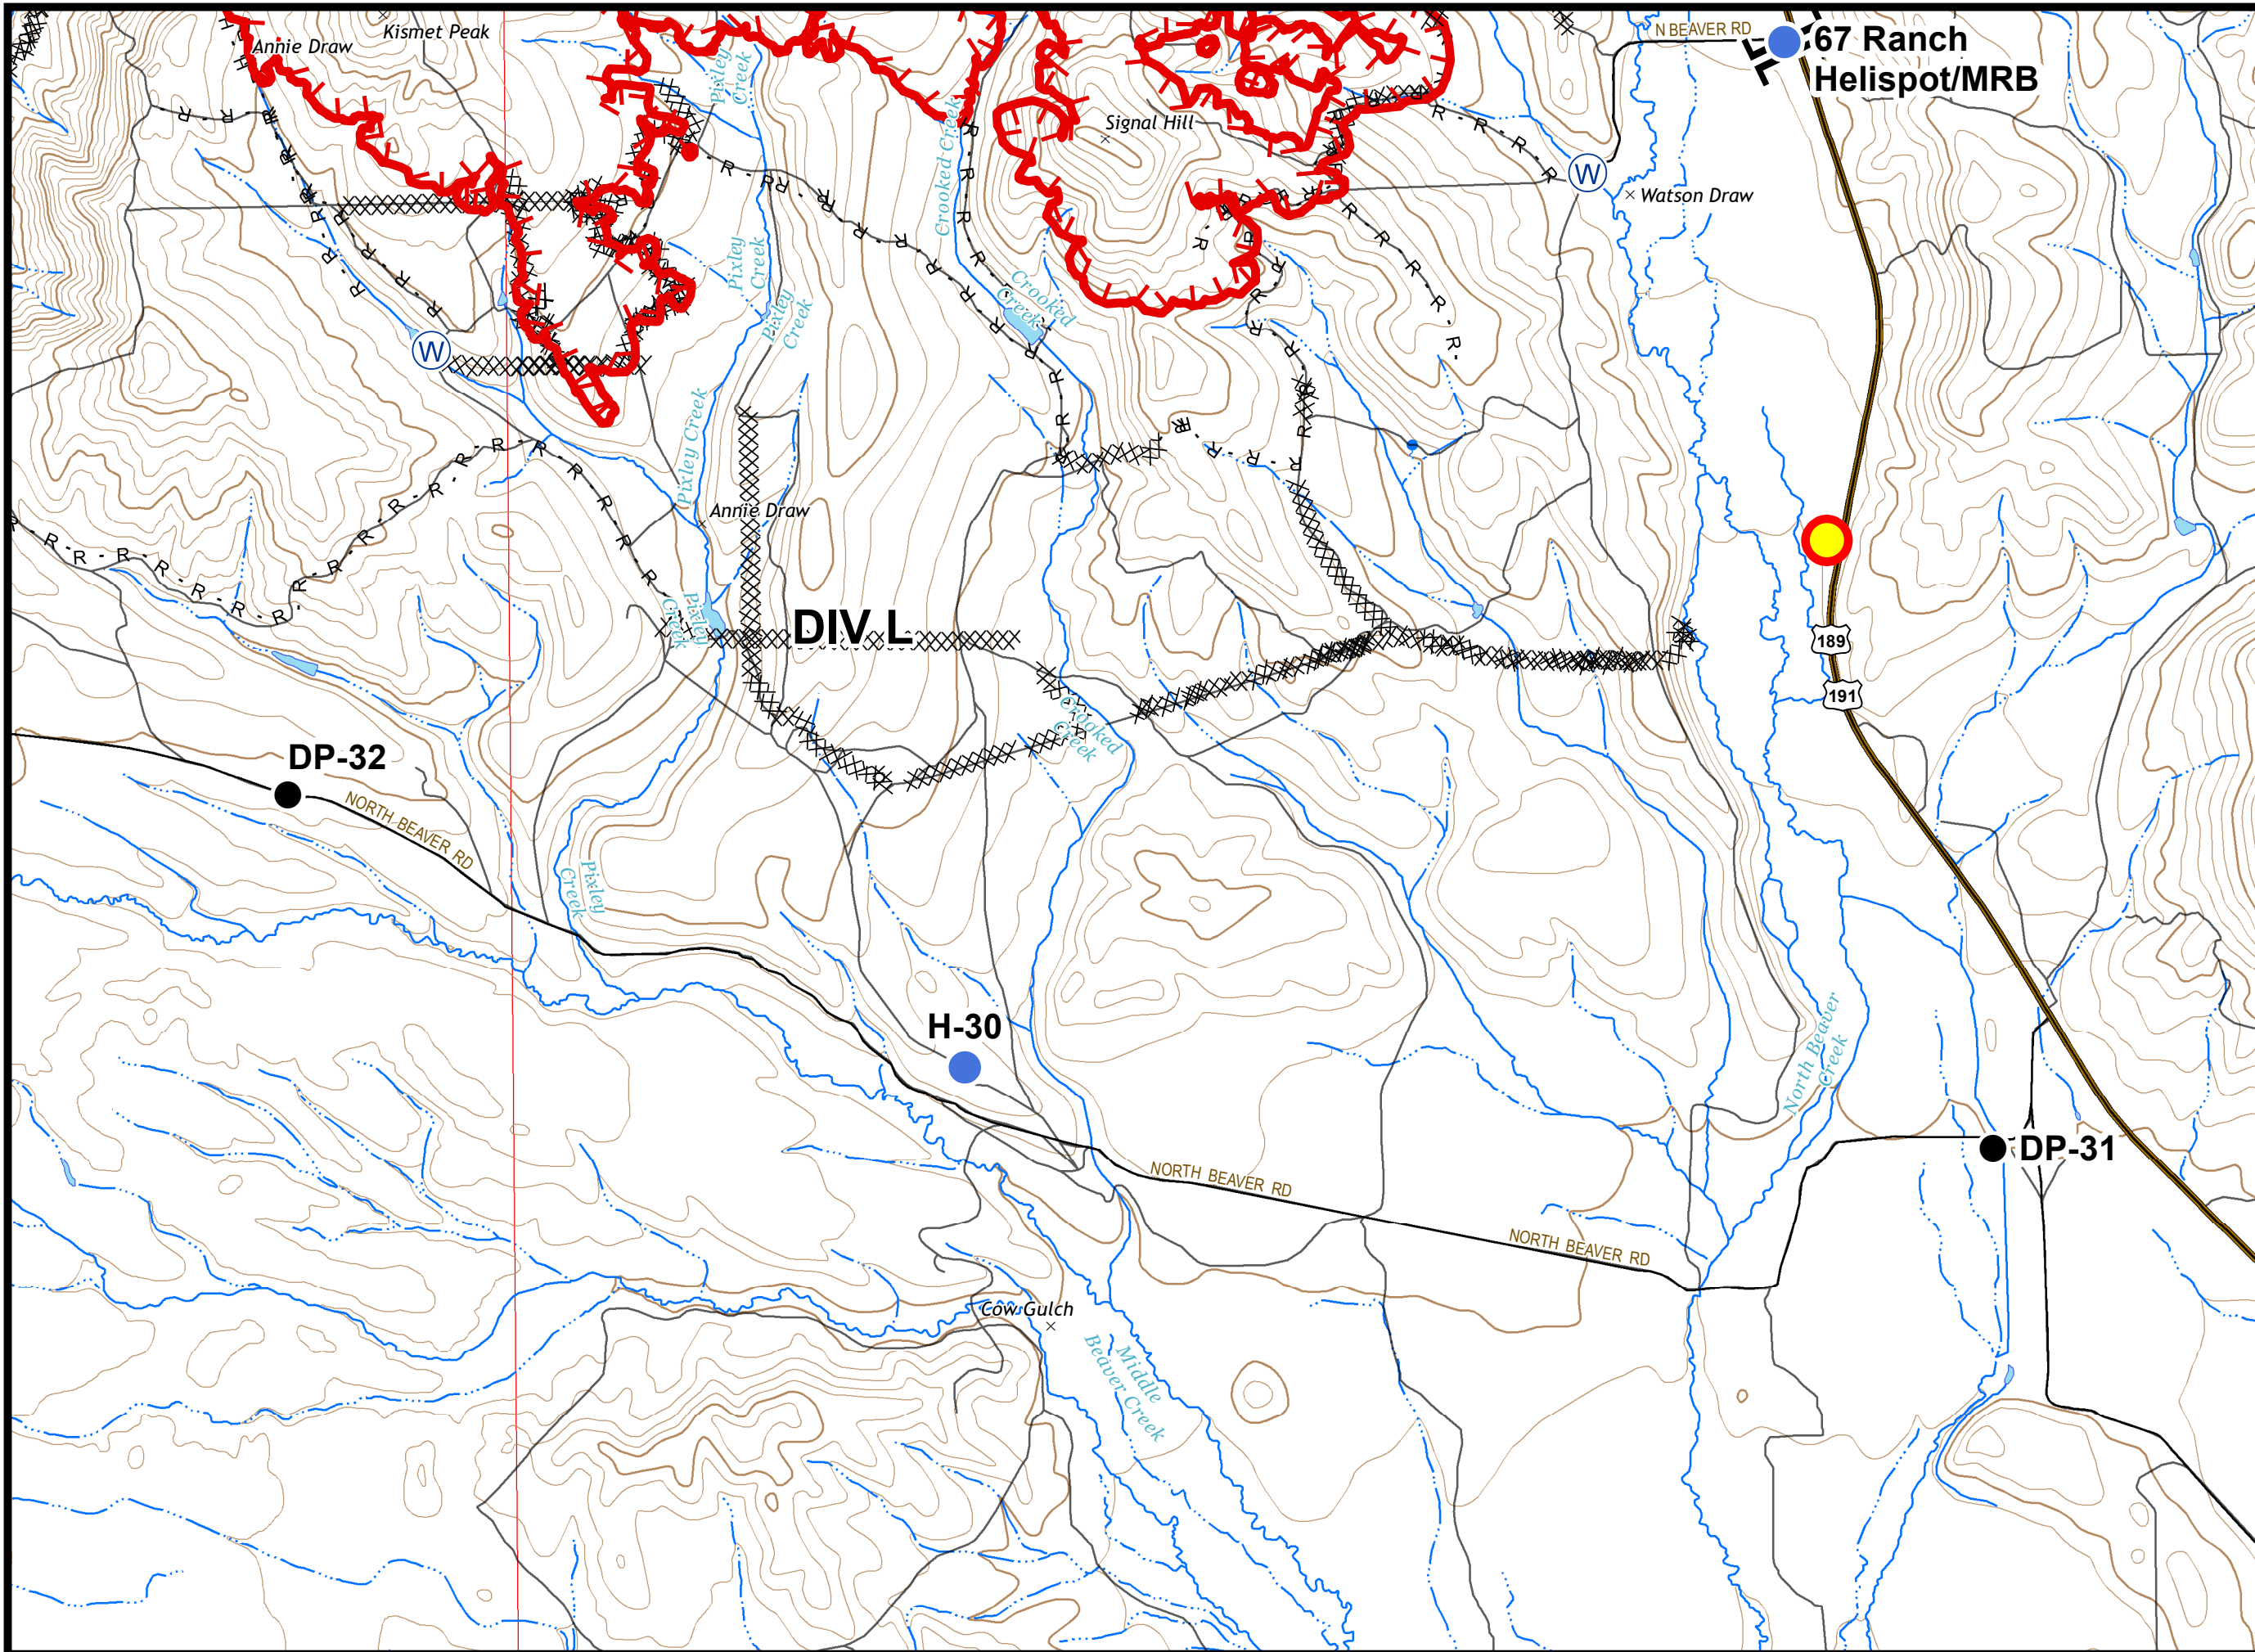 Kismet Peak
Annie Draw
N BEAVER RD
67 Ranch
Helispot/MRB
Pixley
Creek
Crooked Creek
Signal Hill
W
Watson Draw
Pixley
Creek
Crooked
Creek
Pixley
Creek
W
Pixley Creek
Annie Draw
Pixley
Creek
DIV L
189
191
Crooked
Creek
DP-32
NORTH BEAVER RD
Pixley
Creek
H-30
North Beaver
Creek
DP-31
NORTH BEAVER RD
NORTH BEAVER RD
Cow Gulch
Middle
Beaver Creek